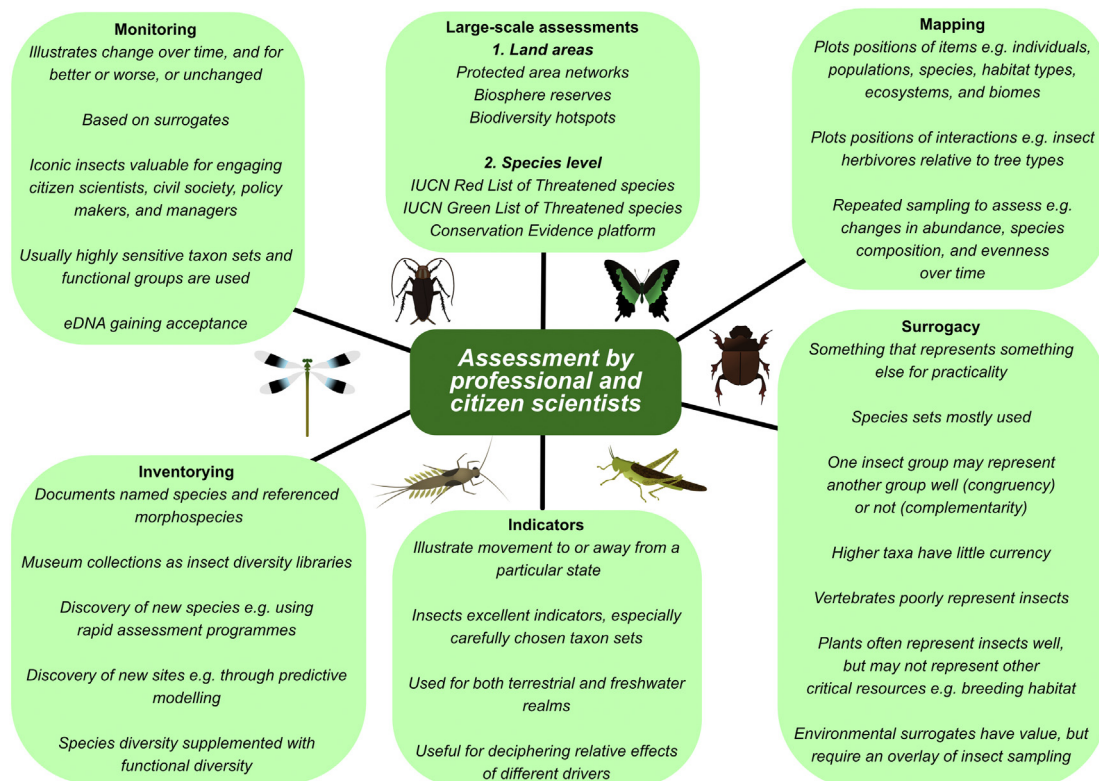 Monitoring
Illustrates change over time, and for
better or worse, or unchanged
Based on surrogates
Iconic insects valuable for engaging
citizen scientists, civil society, policy
makers, and managers
Usually highly sensitive taxon sets and
functional groups are used
eDNA gaining acceptance
Large-scale assessments
1. Land areas
Protected area networks
Biosphere reserves
Biodiversity hotspots
2. Species level
IUCN Red List of Threatened species
IUCN Green List of Threatened species
Conservation Evidence platform
Mapping
Plots positions of items e.g. individuals,
populations, species, habitat types,
ecosystems, and biomes
Plots positions of interactions e.g. insect
herbivores relative to tree types
Repeated sampling to assess e.g.
changes in abundance, species
composition, and evenness
over time
Assessment by
professional and
citizen scientists
Inventorying
Documents named species and referenced
morphospecies
Museum collections as insect diversity libraries
Discovery of new species e.g. using
rapid assessment programmes
Discovery of new sites e.g. through predictive
modelling
Species diversity supplemented with
functional diversity
Indicators
Illustrate movement to or away from a
particular state
Insects excellent indicators, especially
carefully chosen taxon sets
Used for both terrestrial and freshwater
realms
Useful for deciphering relative effects
of different drivers
Surrogacy
Something that represents something
else for practicality
Species sets mostly used
One insect group may represent
another group well (congruency)
or not (complementarity)
Higher taxa have little currency
Vertebrates poorly represent insects
Plants often represent insects well,
but may not represent other
critical resources e.g. breeding habitat
Environmental surrogates have value, but
require an overlay of insect sampling